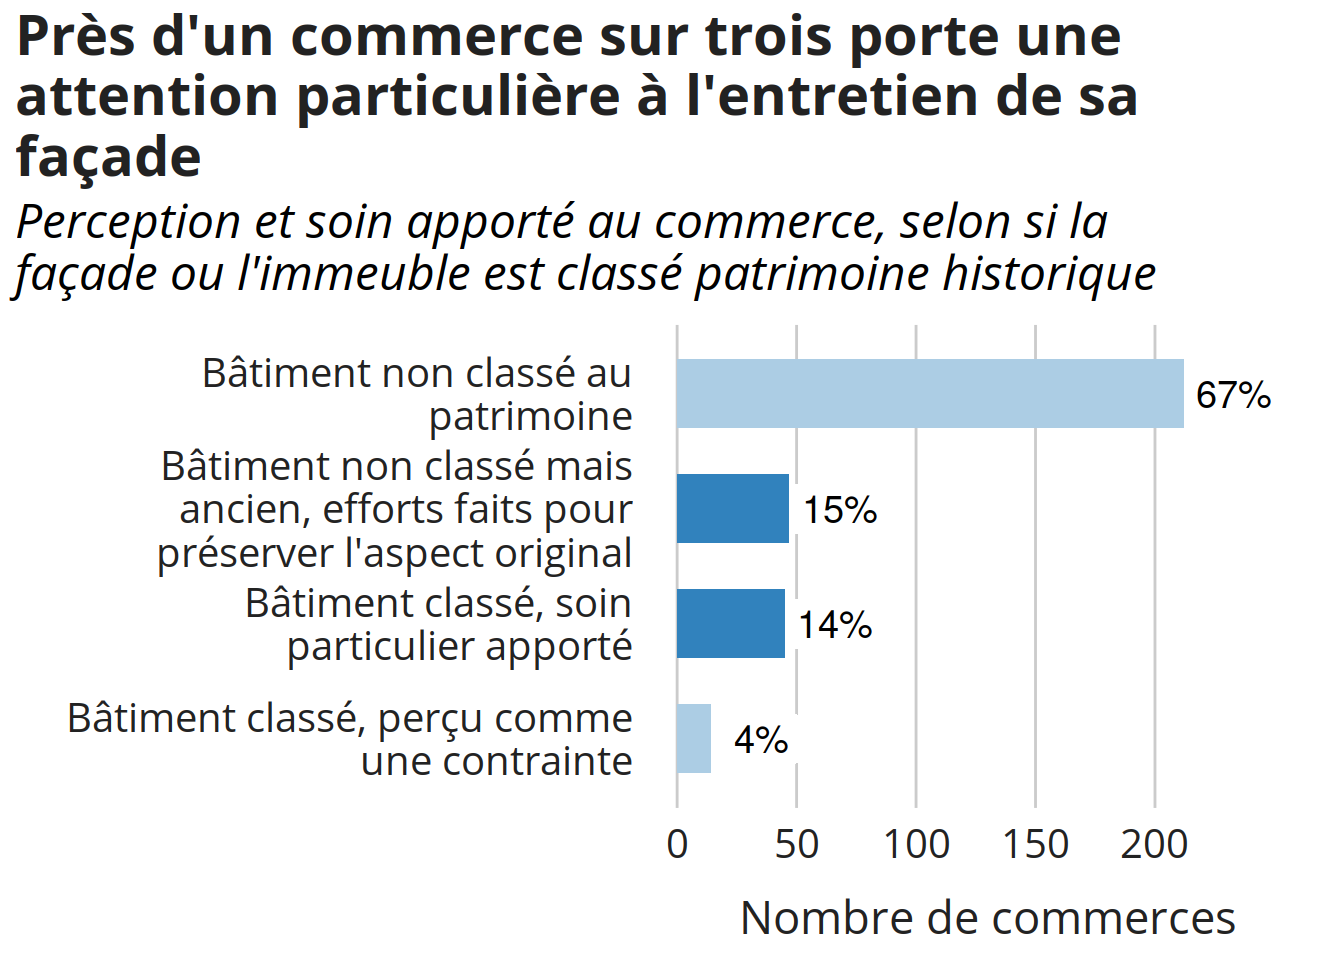 Près d'un commerce sur trois porte une
attention particulière à l'entretien de sa
façade
Perception et soin apporté au commerce, selon si la
façade ou l'immeuble est classé patrimoine historique
Bâtiment non classé au
patrimoine
67%
Bâtiment non classé mais
ancien, efforts faits pour
préserver l'aspect original
15%
Bâtiment classé, soin
particulier apporté
14%
Bâtiment classé, perçu comme
une contrainte
4%
0 50 100 150 200
Nombre de commerces